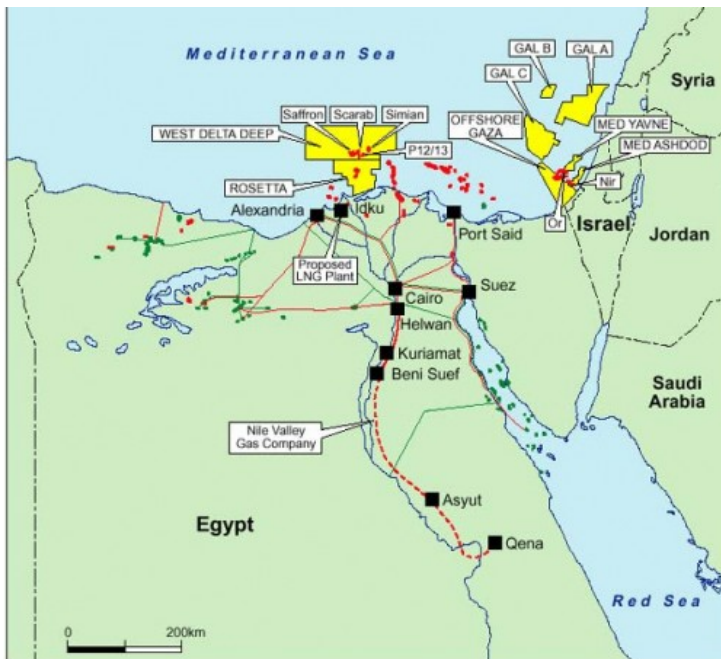 Mediterranean Sea
GAL B
GAL A
GAL C
Syria
Saffron
Scarab
Simian
OFFSHORE
GAZA
MED YAVNE
WEST DELTA DEEP
P12/13
MED ASHDOD
ROSETTA
Nir
Alexandria
Idku
Or
Israel
Port Said
Jordan
Proposed
LNG Plant
Cairo
Suez
Helwan
Kuriamat
Beni Suef
Saudi
Arabia
Nile Valley
Gas Company
Asyut
Egypt
Qena
Red Sea
0
200km